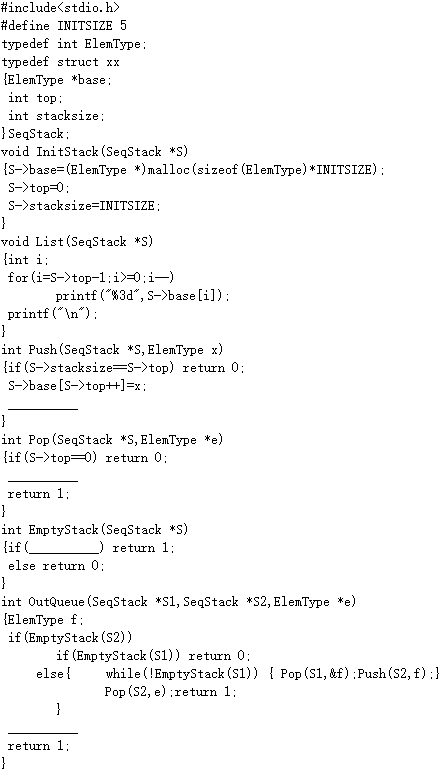 #include<stdio.h>
#define INITSIZE 5
typedef int ElemType;
typedef struct xx
{ElemType *base;
 int top;
 int stacksize;
}SeqStack;
void InitStack(SeqStack *S)
{S->base=(ElemType *)malloc(sizeof(ElemType)*INITSIZE);
 S->top=0;
 S->stacksize=INITSIZE;
}
void List(SeqStack *S)
{int i;
 for(i=S->top-1;i>=0;i--)
       printf("%3d",S->base[i]);
 printf("\n");
}
int Push(SeqStack *S,ElemType x)
{if(S->stacksize==S->top) return 0;
 S->base[S->top++]=x;
 __________
}
int Pop(SeqStack *S,ElemType *e)
{if(S->top==0) return 0;
 __________
 return 1;
}
int EmptyStack(SeqStack *S)
{if(__________) return 1;
 else return 0;
}
int OutQueue(SeqStack *S1,SeqStack *S2,ElemType *e)
{ElemType f;
 if(EmptyStack(S2))
       if(EmptyStack(S1)) return 0;
     else{    while(!EmptyStack(S1)) { Pop(S1,&f);Push(S2,f);}
              Pop(S2,e);return 1;
       }
 __________
 return 1;
}